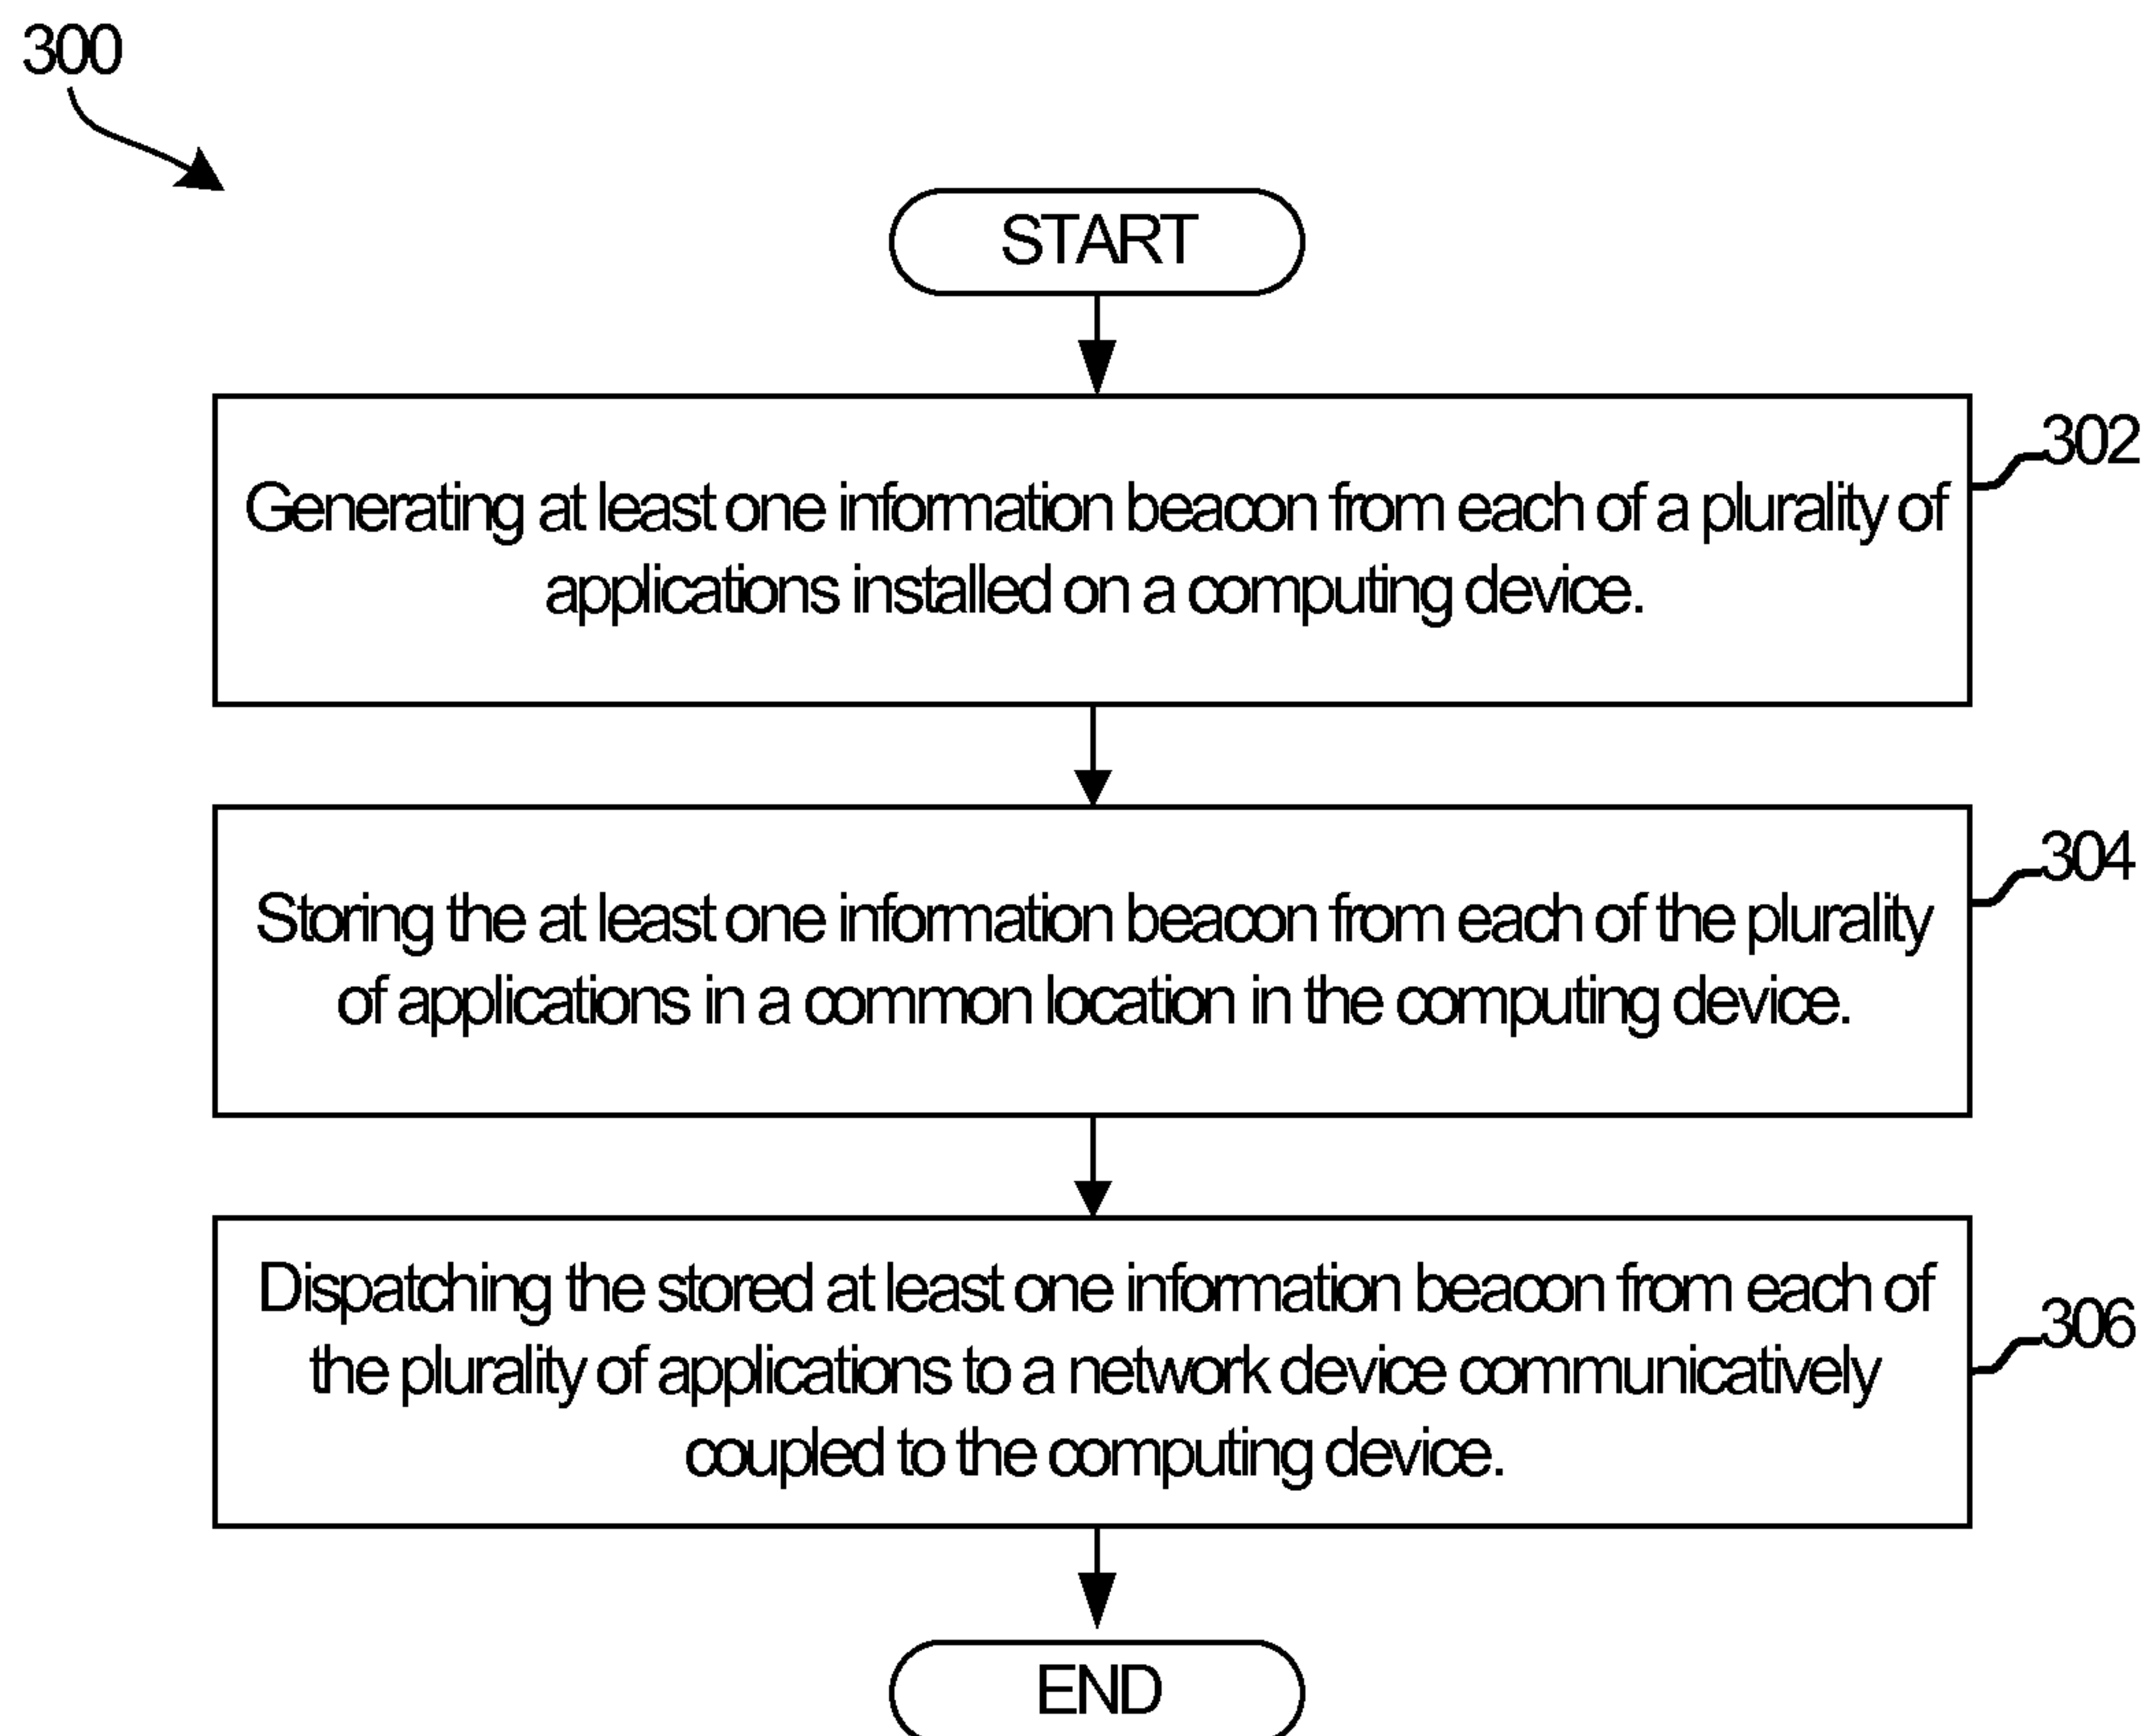 300
START
302
Generating at least one information beacon from each of a plurality of
applications installed on a computing device.
304
Storing the at least one information beacon from each of the plurality
of applications in a common location in the computing device.
Dispatching the stored at least one information beacon from each of
306
the plurality of applications to a network device communicatively
coupled to the computing device.
END